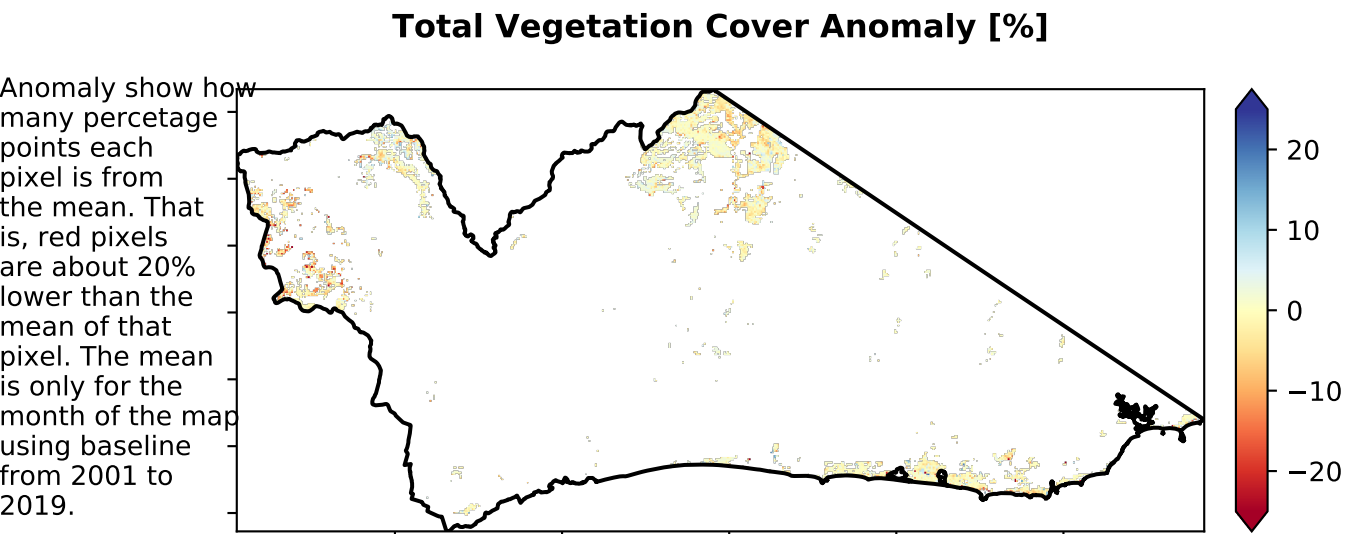 Total Vegetation Cover Anomaly [%]
Anomaly show how
many percetage
points each
pixel is from
the mean. That
is, red pixels
are about 20%
lower than the
mean of that
pixel. The mean
is only for the
month of the map
using baseline
from 2001 to
2019.
20
10
0
−10
−20